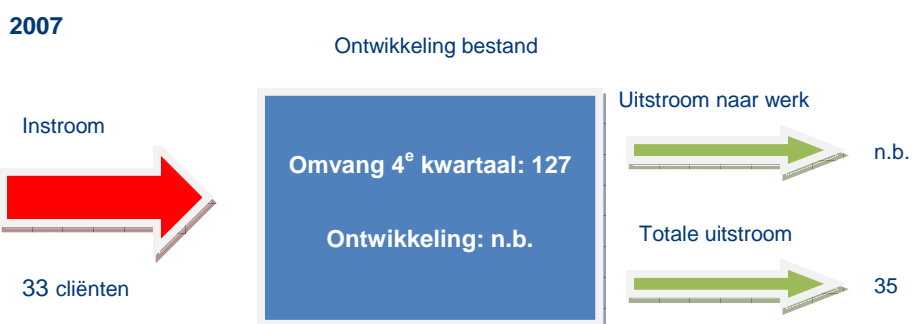 2007
Ontwikkeling bestand
Instroom
Omvang 4e kwartaal: 127
Ontwikkeling: n.b.
33 cliënten
Uitstroom naar werk
n.b.
Totale uitstroom
35